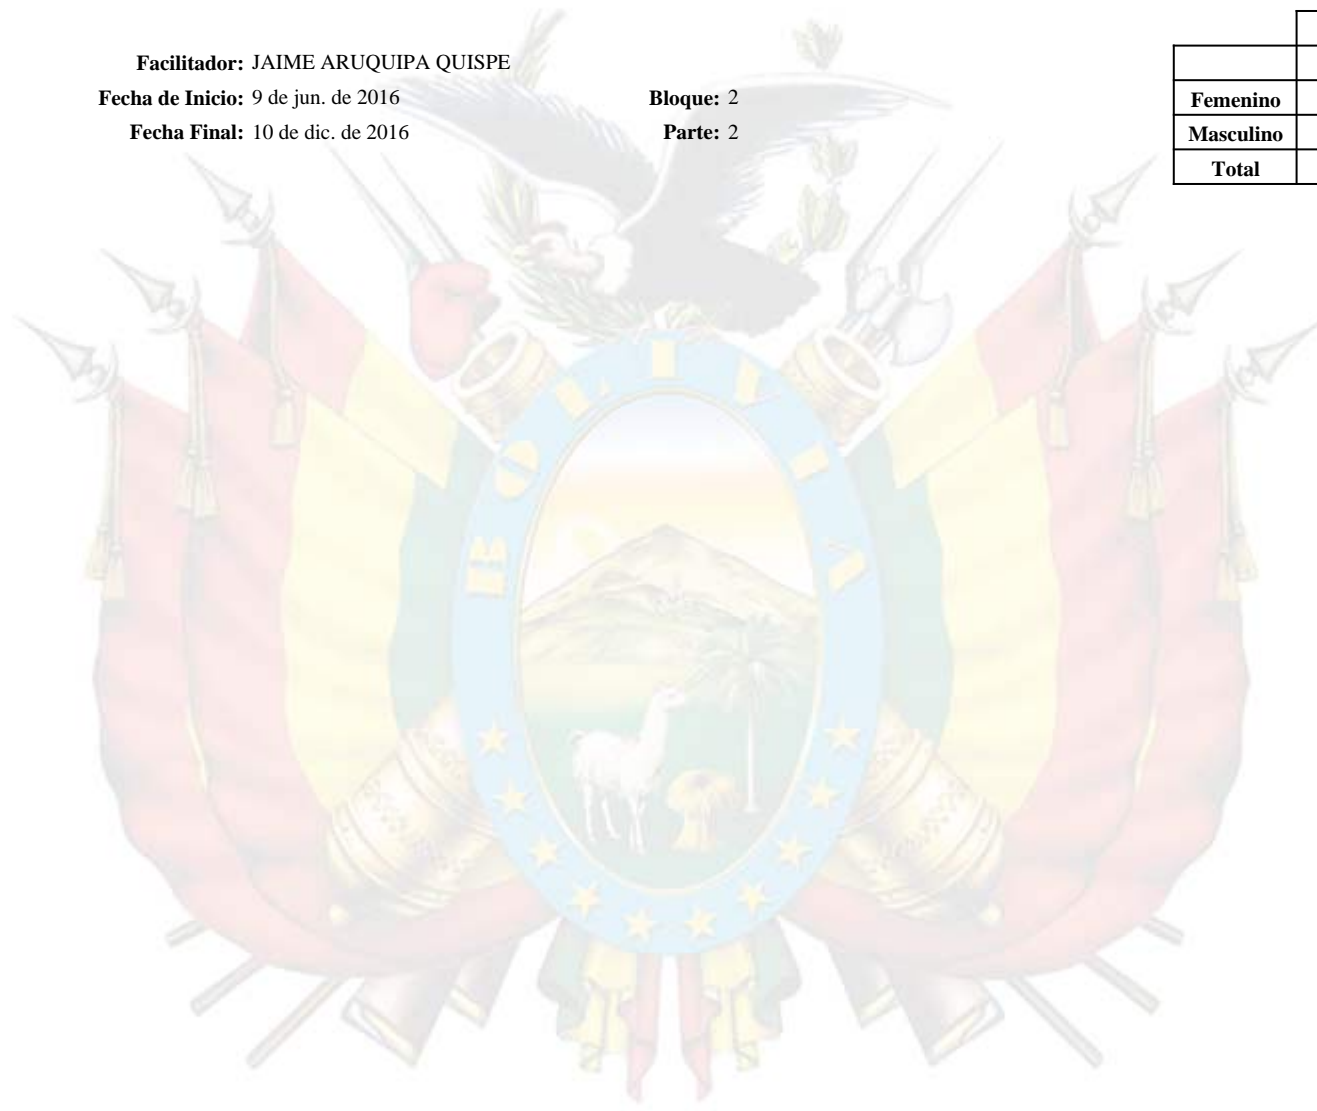 Facilitador: JAIME ARUQUIPA QUISPE
Fecha de Inicio: 9 de jun. de 2016 Bloque: 2
Fecha Final: 10 de dic. de 2016 Parte: 2
Femenino
Masculino
Total
BOLIVIA